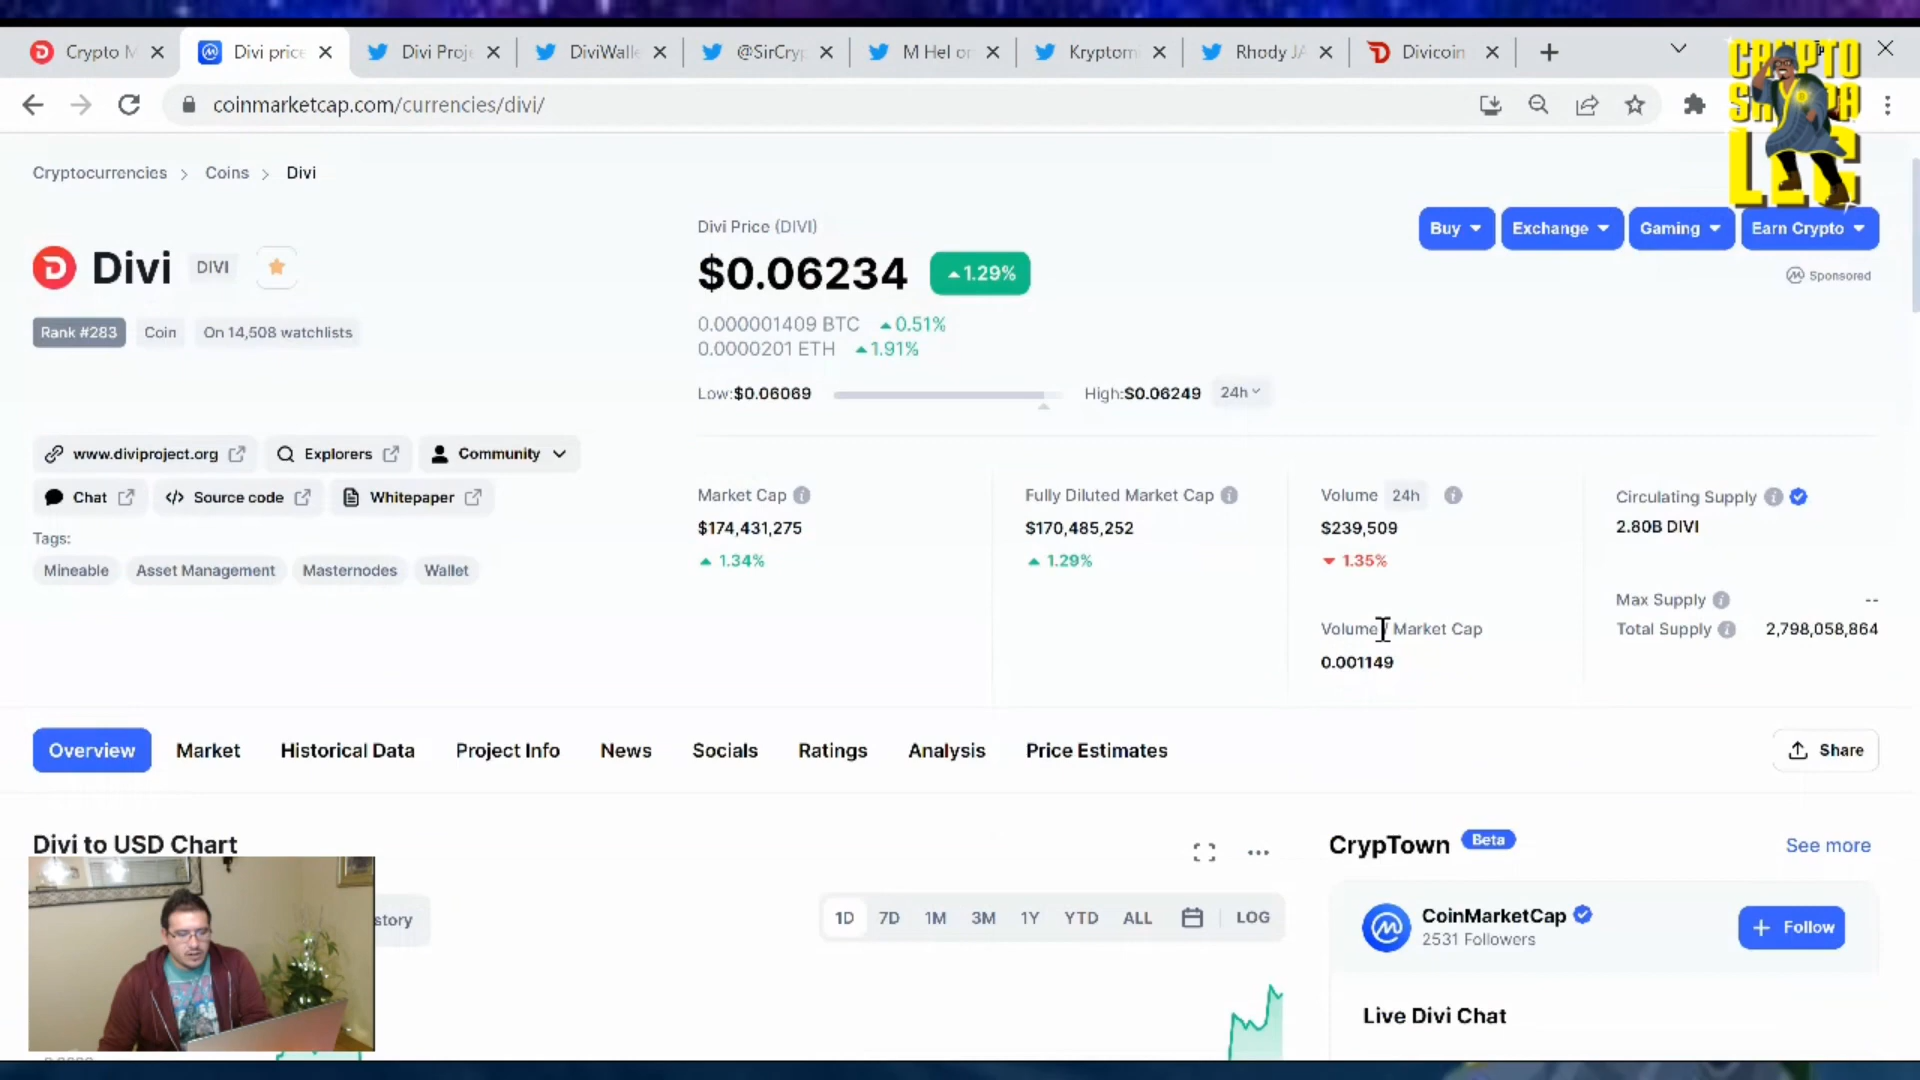 Crypto M
Divi price
Divi Proj
DiviWalle
@SirCryp
M Hel on
Kryptom
Rhody JA
Divicoin
coinmarketcap.com/currencies/divi/
CRYPTO
LLC
Cryptocurrencies > Coins > Divi
Divi DIVI
Rank #283 Coin On 14,508 watchlists
www.diviproject.org Explorers Community
Chat Source code Whitepaper
Tags:
Mineable Asset Management Masternodes Wallet
Divi Price (DIVI)
$0.06234 1.29%
0.000001409 BTC 0.51%
0.0000201 ETH 1.91%
Low:$0.06069 High:$0.06249 24h
Buy Exchange Gaming Earn Crypto
Sponsored
Market Cap
$174,431,275
1.34%
Fully Diluted Market Cap
$170,485,252
1.29%
Volume 24h
$239,509
1.35%
Volume / Market Cap
0.001149
Circulating Supply
2.80B DIVI
Max Supply --
Total Supply 2,798,058,864
Overview Market Historical Data Project Info News Socials Ratings Analysis Price Estimates Share
Divi to USD Chart
story
1D 7D 1M 3M 1Y YTD ALL LOG
CrypTown Beta See more
CoinMarketCap
2531 Followers
+ Follow
Live Divi Chat